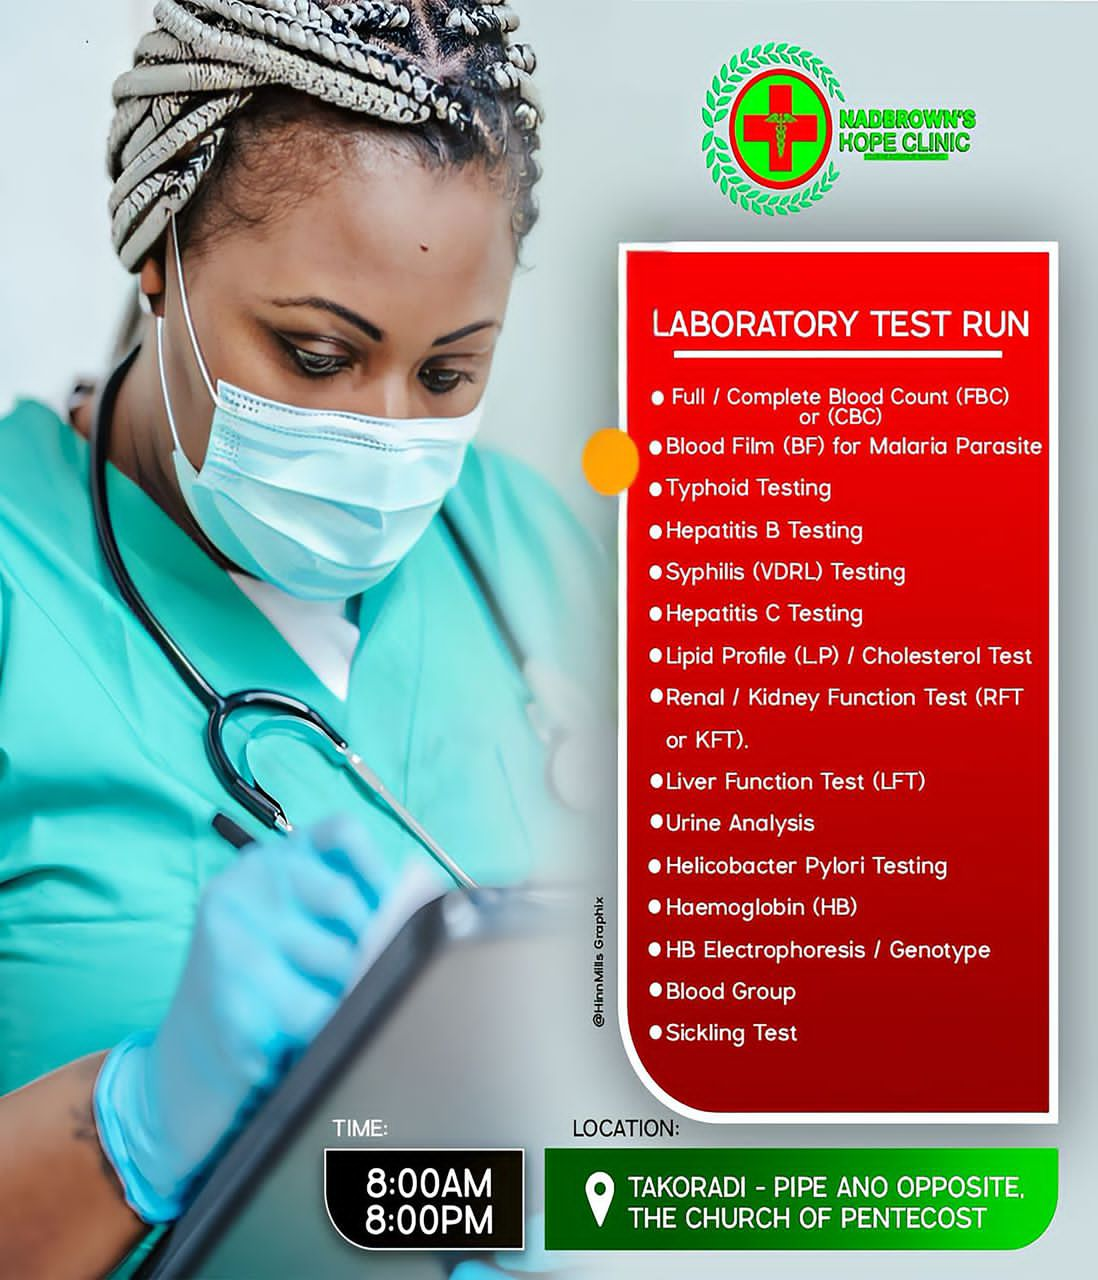 NADBROWN'S
HOPE CLINIC
LABORATORY TEST RUN
Full / Complete Blood Count (FBC)
or (CBC)
Blood Film (BF) for Malaria Parasite
Typhoid Testing
Hepatitis B Testing
Syphilis (VDRL) Testing
Hepatitis C Testing
Lipid Profile (LP) / Cholesterol Test
Renal / Kidney Function Test (RFT
or KFT).
Liver Function Test (LFT)
Urine Analysis
Helicobacter Pylori Testing
Haemoglobin (HB)
HB Electrophoresis / Genotype
Blood Group
Sickling Test
@HinnMills Graphix
TIME:
8:00AM
8:00PM
LOCATION:
TAKORADI - PIPE ANO OPPOSITE,
THE CHURCH OF PENTECOST